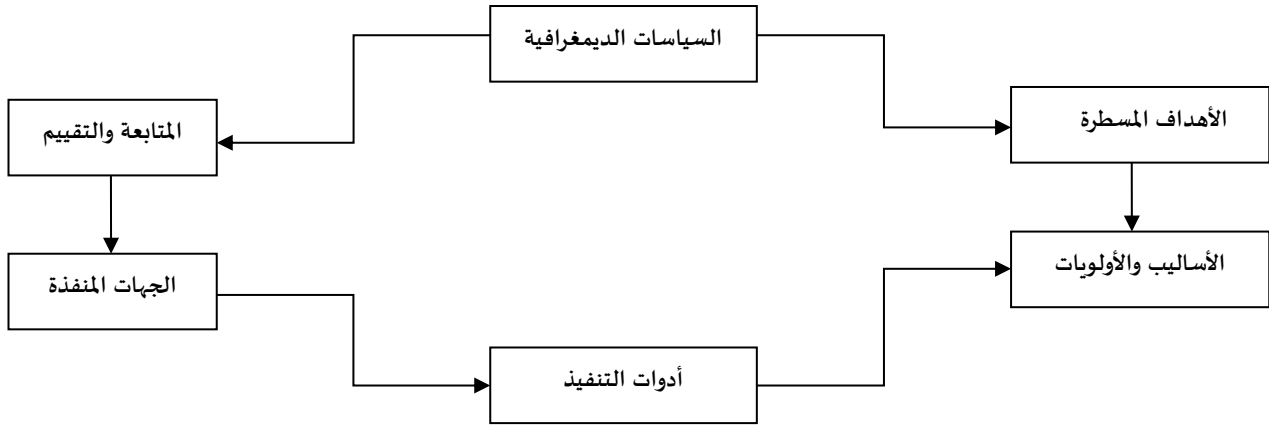 السياسات الديمغرافية
الأهداف المسطرة
المتابعة والتقييم
الأساليب والأولويات
الجهات المنفذة
أدوات التنفيذ